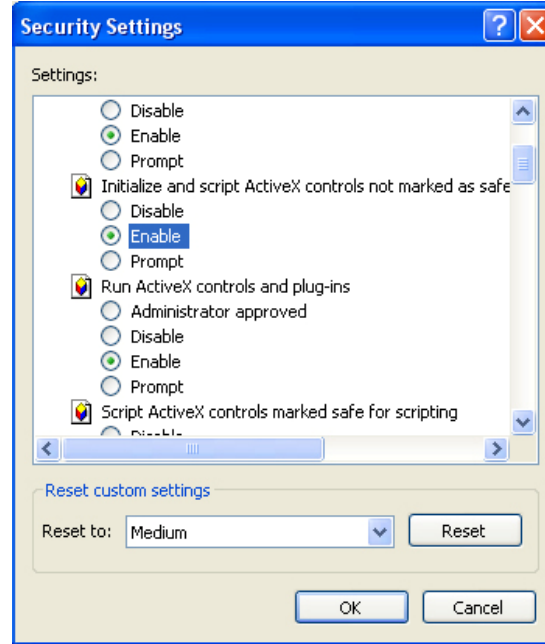 Security Settings
Settings:
Disable
Enable
Prompt
Initialize and script ActiveX controls not marked as safe
Disable
Enable
Prompt
Run ActiveX controls and plug-ins
Administrator approved
Disable
Enable
Prompt
Script ActiveX controls marked safe for scripting
Disable
Reset custom settings
Reset to: Medium Reset
OK Cancel